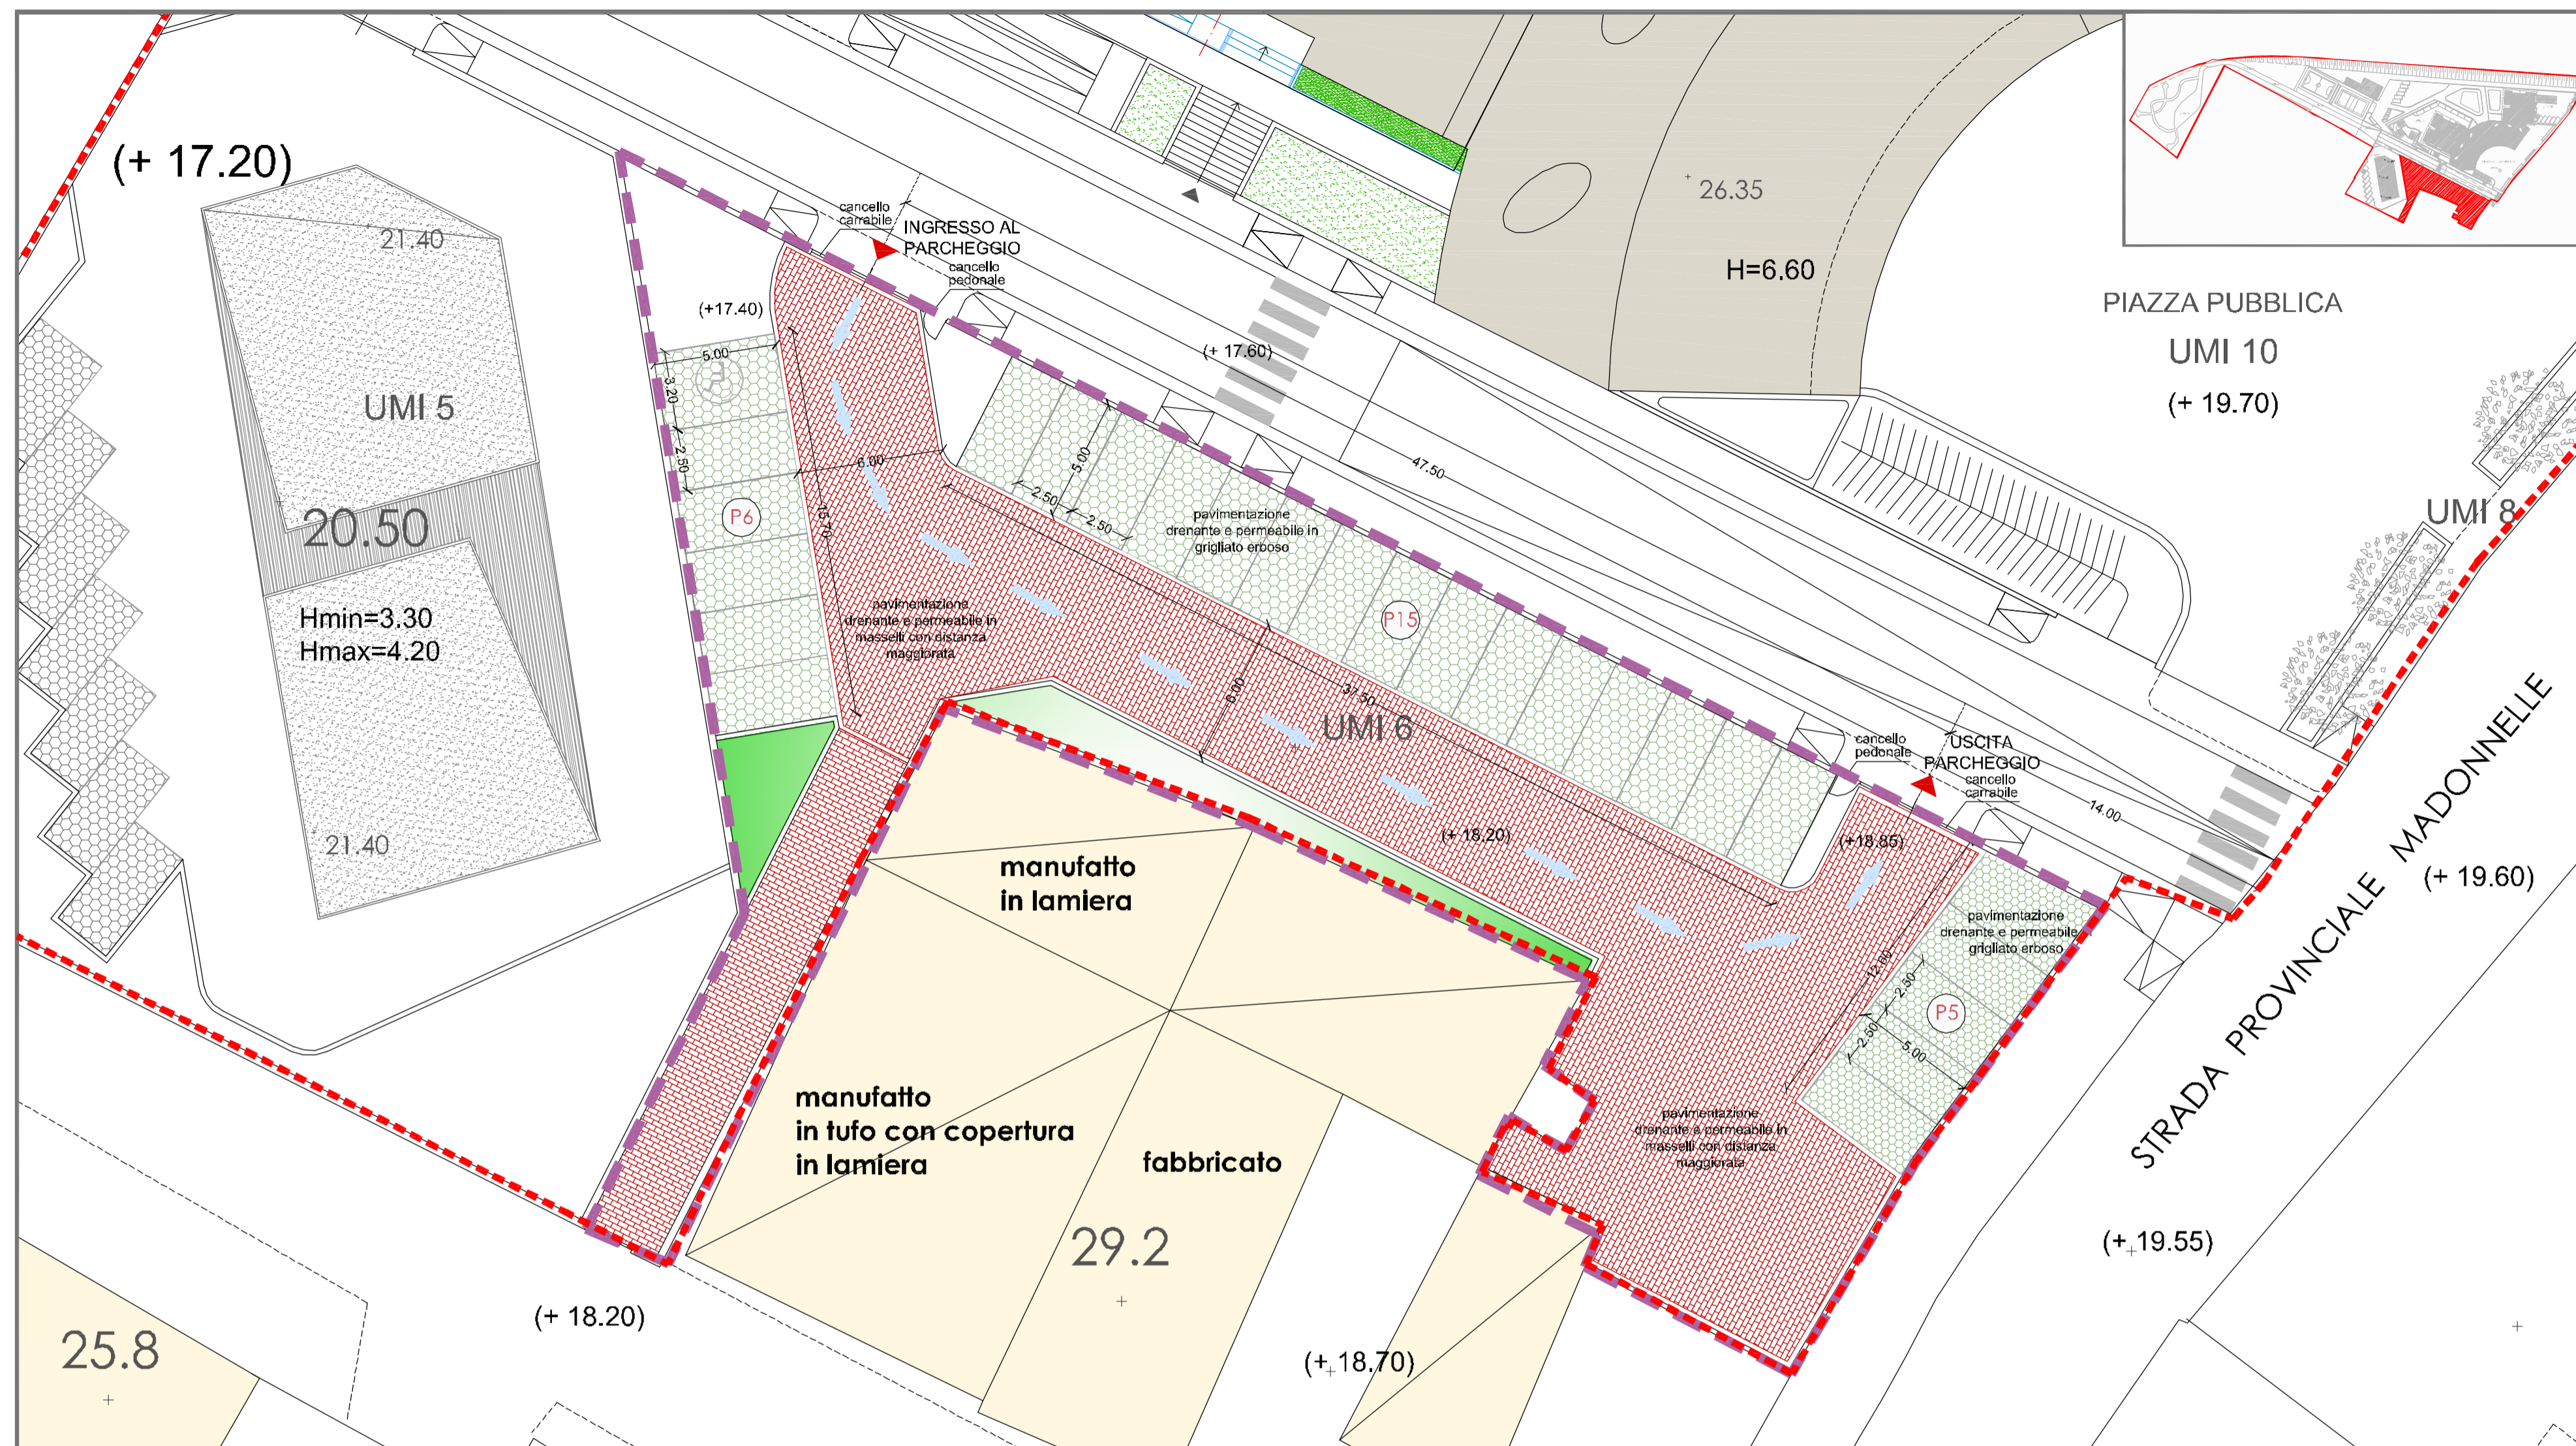 (+ 17.20)
21.40
UMI 5
20.50
Hmin=3.30
Hmax=4.20
21.40
cancello
carrabile
INGRESSO AL
PARCHEGGIO
cancello
pedonale
(+17.40)
5.00
3.20
2.50
P6
6.00
15.70
pavimentazione
drenante e permeabile in
masselli con distanza
maggiorata
5.00
2.50
2.50
pavimentazione
drenante e permeabile in
grigliato erboso
P15
(+ 17.60)
47.50
26.35
H=6.60
PIAZZA PUBBLICA
UMI 10
(+ 19.70)
UMI 8
6.00
37.50
UMI 6
(+ 18.20)
cancello
pedonale
USCITA
PARCHEGGIO
cancello
carrabile
(+18.85)
14.00
STRADA PROVINCIALE MADONNELLE
(+ 19.60)
pavimentazione
drenante e permeabile
grigliato erboso
2.50
P5
2.50
5.00
pavimentazione
drenante e permeabile in
masselli con distanza
maggiorata
manufatto
in lamiera
manufatto
in tufo con copertura
in lamiera
fabbricato
29.2
(+ 19.55)
(+ 18.20)
(+ 18.70)
25.8